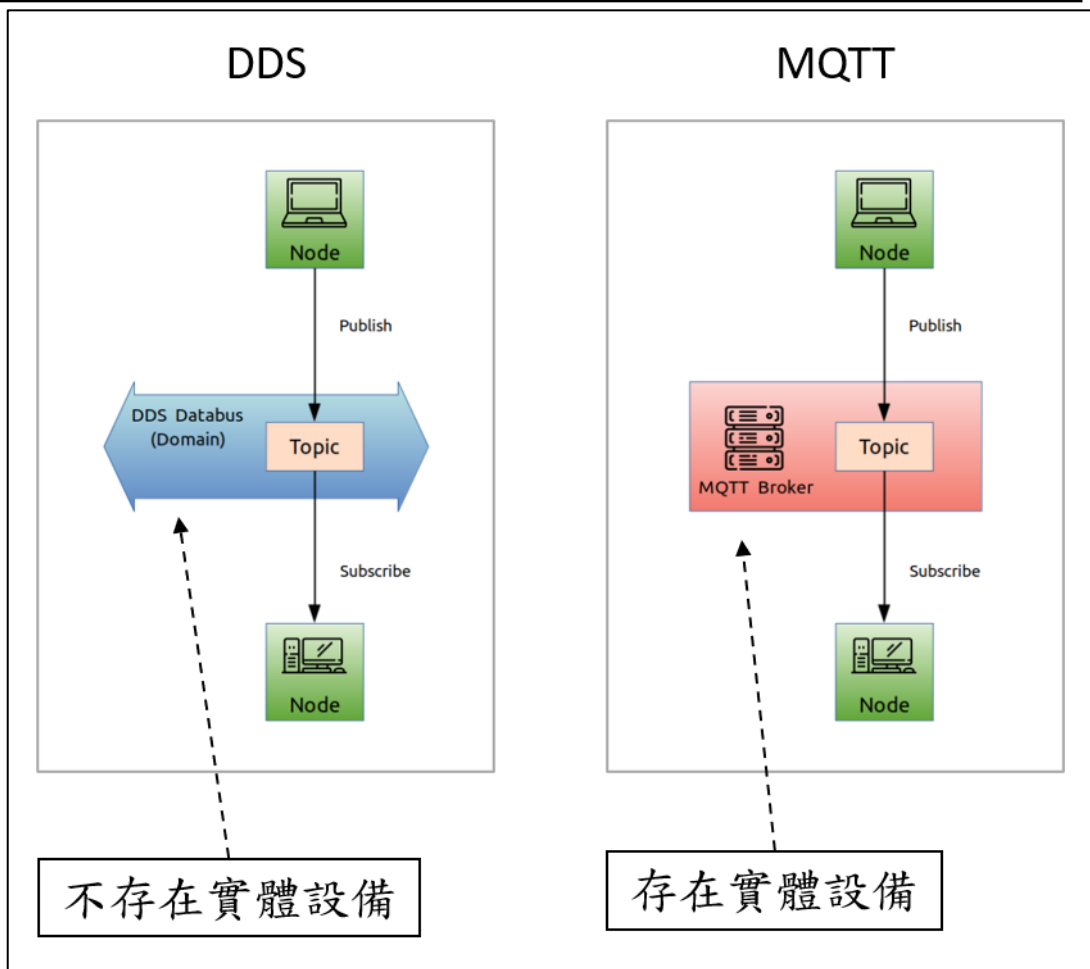 DDS
MQTT
Node
Publish
DDS Databus
(Domain)
Topic
Subscribe
Node
不存在實體設備
Node
Publish
MQTT Broker
Topic
Subscribe
Node
存在實體設備